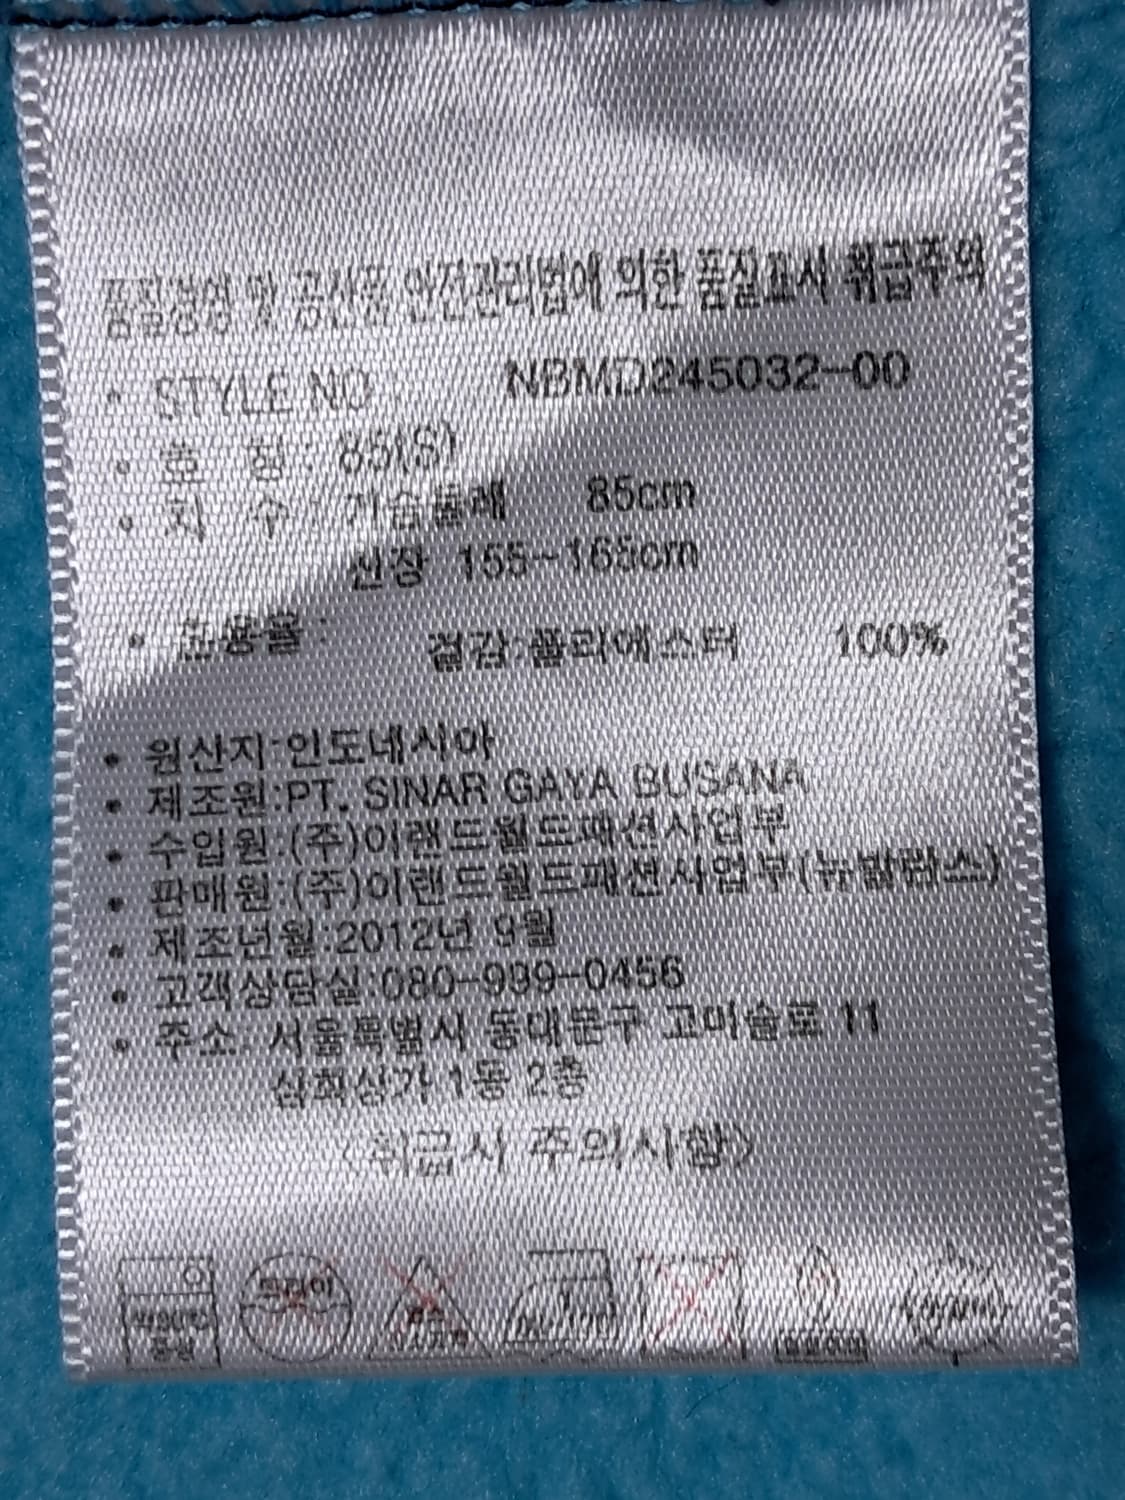 품질경영 및 공산품 안전관리법에 의한 품질표시 취급주의
• STYLE NO NBMD245032-00
• 호 칭 : 85(S)
• 치 수 : 가슴둘레 85cm
신장 155~165cm
• 혼용율 : 겉감:폴리에스터 100%
• 원산지:인도네시아
• 제조원:PT. SINAR GAYA BUSANA
• 수입원:(주)이랜드월드패션사업부
• 판매원:(주)이랜드월드패션사업부(뉴발란스)
• 제조년월:2012년 9월
• 고객상담실:080-999-0456
• 주소: 서울특별시 동대문구 고미술로 11
삼희상가 1동 2층
<취급시 주의사항>
드라이
중성